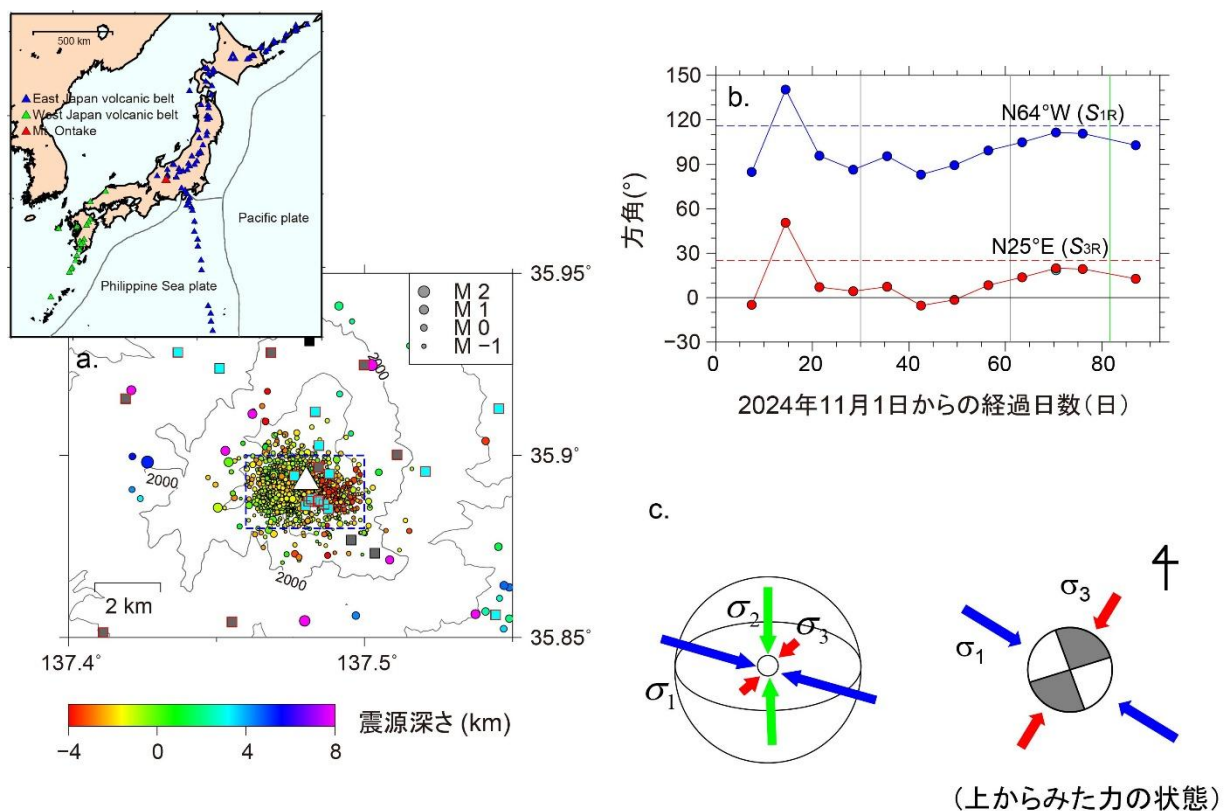 500 km
East Japan volcanic belt
West Japan volcanic belt
Mt. Ontake
Pacific plate
Philippine Sea plate
a.
M 2
M 1
M 0
M −1
2000
2000
2000
2 km
35.95°
35.9°
35.85°
137.4°
137.5°
−4
0
4
8
震源深さ (km)
b.
150
120
90
60
30
0
−30
方角(°)
N64°W (S1R)
N25°E (S3R)
0
20
40
60
80
2024年11月1日からの経過日数（日）
c.
σ2
σ3
σ1
σ3
σ1
（上からみた力の状態）